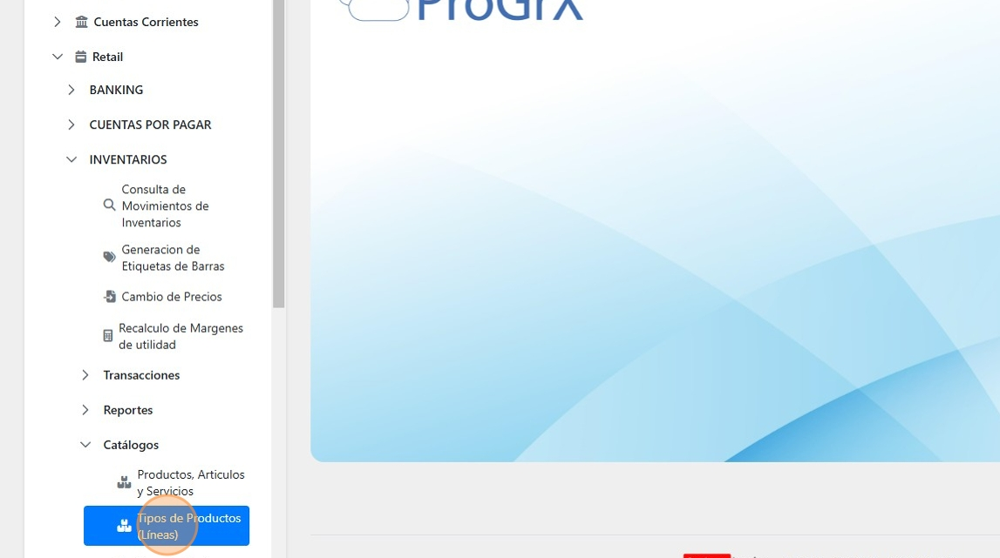 Cuentas Corrientes
Retail
BANKING
CUENTAS POR PAGAR
INVENTARIOS
Consulta de
Movimientos de
Inventarios
Generacion de
Etiquetas de Barras
Cambio de Precios
Recalculo de Margenes
de utilidad
Transacciones
Reportes
Catálogos
Productos, Articulos
y Servicios
Tipos de Productos
(Líneas)
ProGrX